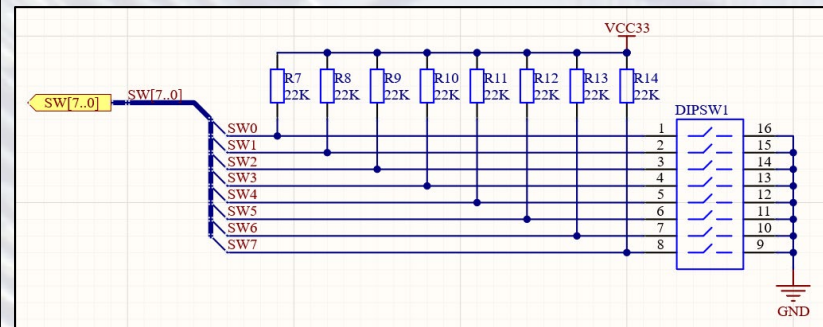 VCC33
R7 R8 R9 R10 R11 R12 R13 R14
22K 22K 22K 22K 22K 22K 22K 22K
SW[7..0] SW[7..0]
DIPSW1
SW0 1 16
SW1 2 15
SW2 3 14
SW3 4 13
SW4 5 12
SW5 6 11
SW6 7 10
SW7 8 9
GND